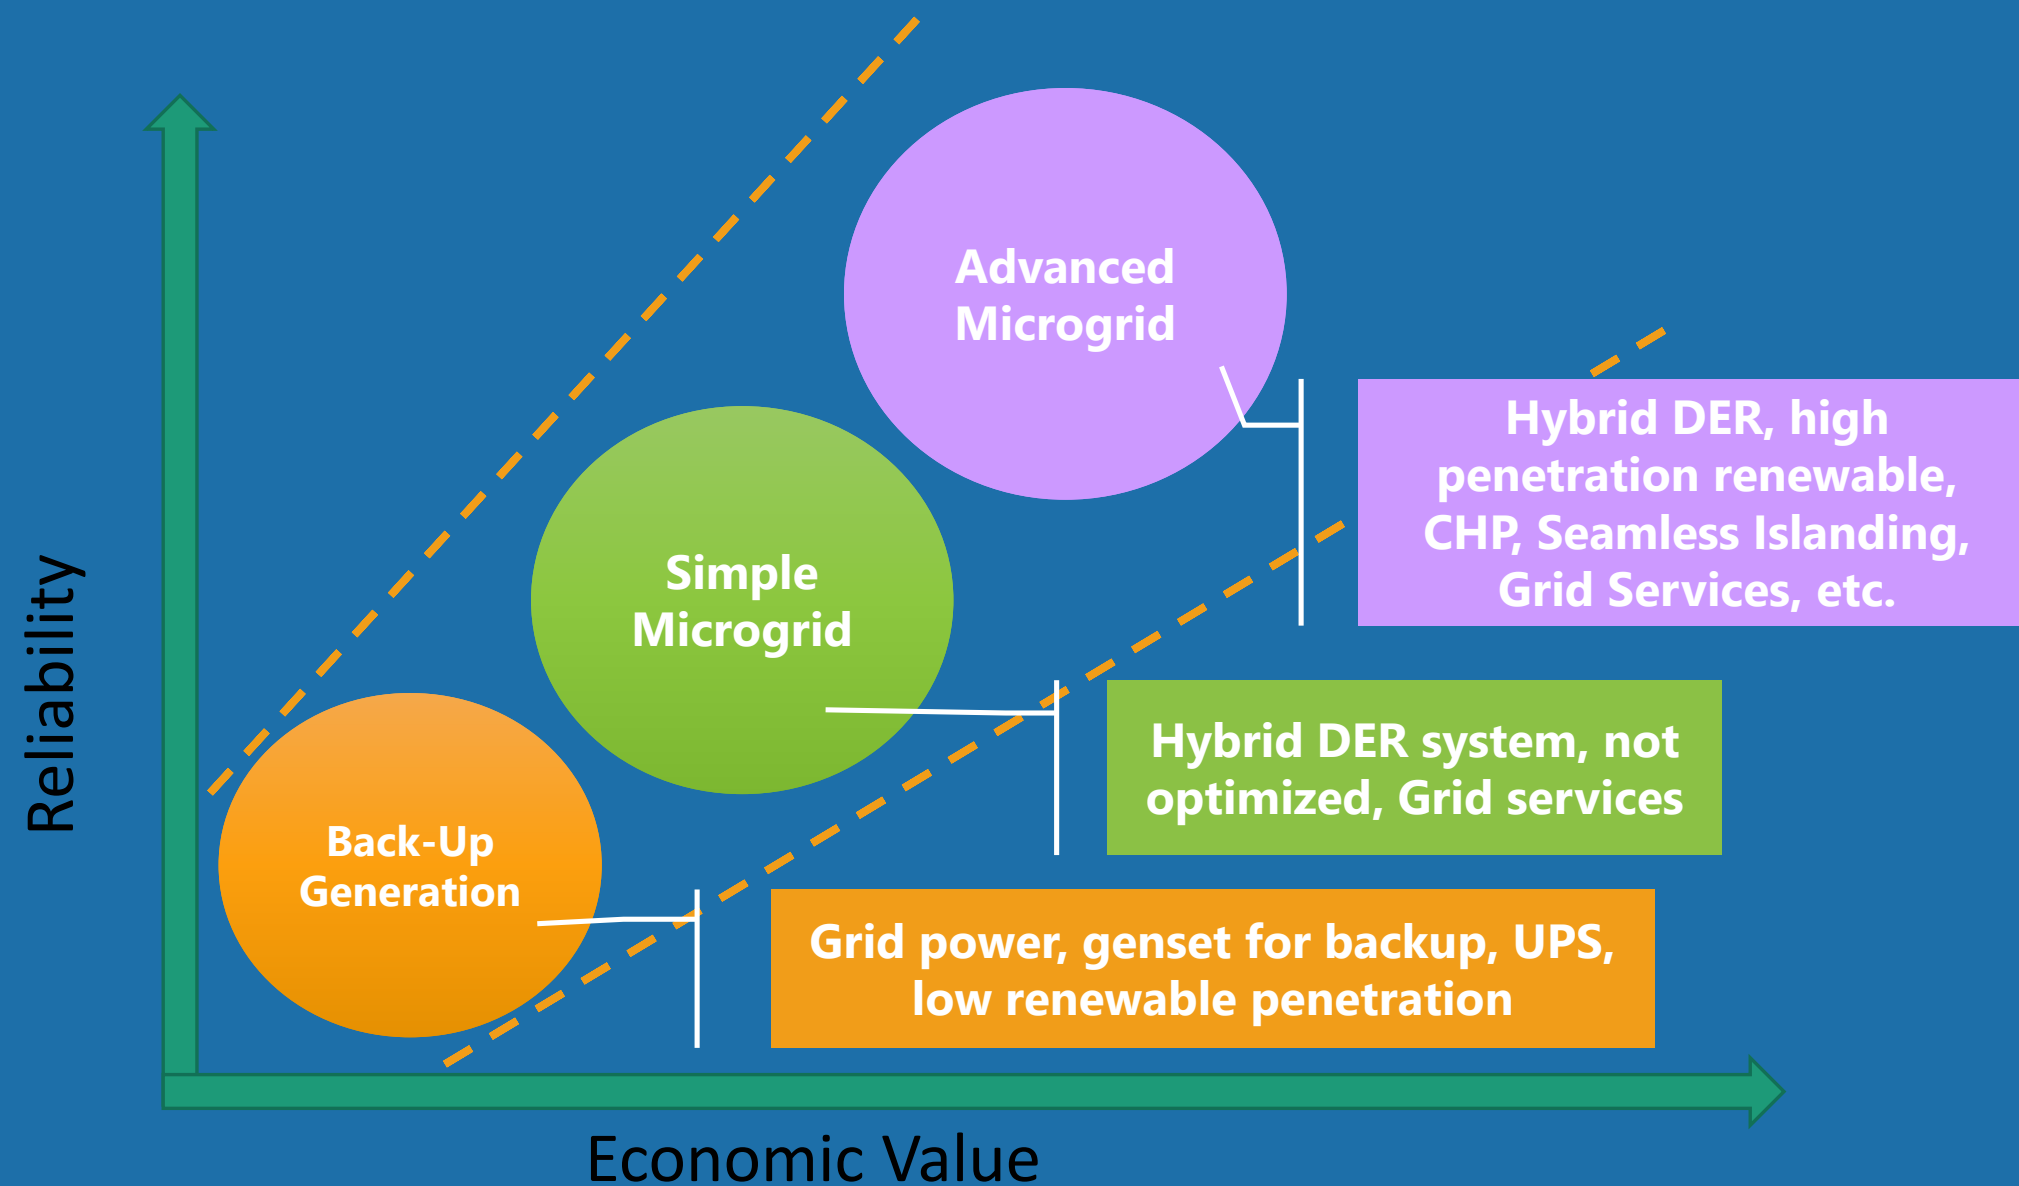 Reliability
Advanced
Microgrid
Hybrid DER, high
penetration renewable,
CHP, Seamless Islanding,
Grid Services, etc.
Simple
Microgrid
Hybrid DER system, not
optimized, Grid services
Back-Up
Generation
Grid power, genset for backup, UPS,
low renewable penetration
Economic Value